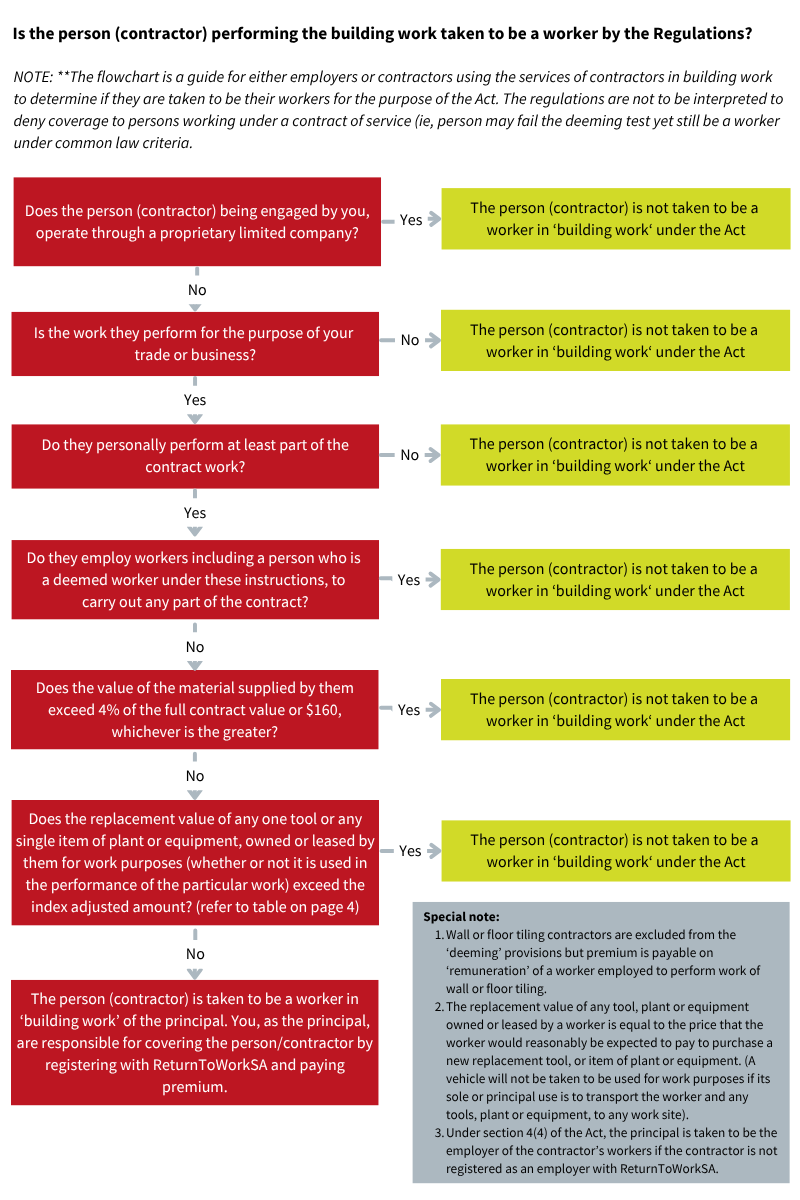 Is the person (contractor) performing the building work taken to be a worker by the Regulations?
NOTE: **The flowchart is a guide for either employers or contractors using the services of contractors in building work
to determine if they are taken to be their workers for the purpose of the Act. The regulations are not to be interpreted to
deny coverage to persons working under a contract of service (ie, person may fail the deeming test yet still be a worker
under common law criteria.
Does the person (contractor) being engaged by you,
operate through a proprietary limited company?
Yes
The person (contractor) is not taken to be a
worker in ‘building work‘ under the Act
No
Is the work they perform for the purpose of your
trade or business?
No
The person (contractor) is not taken to be a
worker in ‘building work‘ under the Act
Yes
Do they personally perform at least part of the
contract work?
No
The person (contractor) is not taken to be a
worker in ‘building work‘ under the Act
Yes
Do they employ workers including a person who is
a deemed worker under these instructions, to
carry out any part of the contract?
Yes
The person (contractor) is not taken to be a
worker in ‘building work‘ under the Act
No
Does the value of the material supplied by them
exceed 4% of the full contract value or $160,
whichever is the greater?
Yes
The person (contractor) is not taken to be a
worker in ‘building work‘ under the Act
No
Does the replacement value of any one tool or any
single item of plant or equipment, owned or leased by
them for work purposes (whether or not it is used in
the performance of the particular work) exceed the
index adjusted amount? (refer to table on page 4)
Yes
The person (contractor) is not taken to be a
worker in ‘building work‘ under the Act
No
The person (contractor) is taken to be a worker in
‘building work’ of the principal. You, as the principal,
are responsible for covering the person/contractor by
registering with ReturnToWorkSA and paying
premium.
Special note:
1. Wall or floor tiling contractors are excluded from the
‘deeming’ provisions but premium is payable on
‘remuneration’ of a worker employed to perform work of
wall or floor tiling.
2. The replacement value of any tool, plant or equipment
owned or leased by a worker is equal to the price that the
worker would reasonably be expected to pay to purchase a
new replacement tool, or item of plant or equipment. (A
vehicle will not be taken to be used for work purposes if its
sole or principal use is to transport the worker and any
tools, plant or equipment, to any work site).
3. Under section 4(4) of the Act, the principal is taken to be the
employer of the contractor’s workers if the contractor is not
registered as an employer with ReturnToWorkSA.